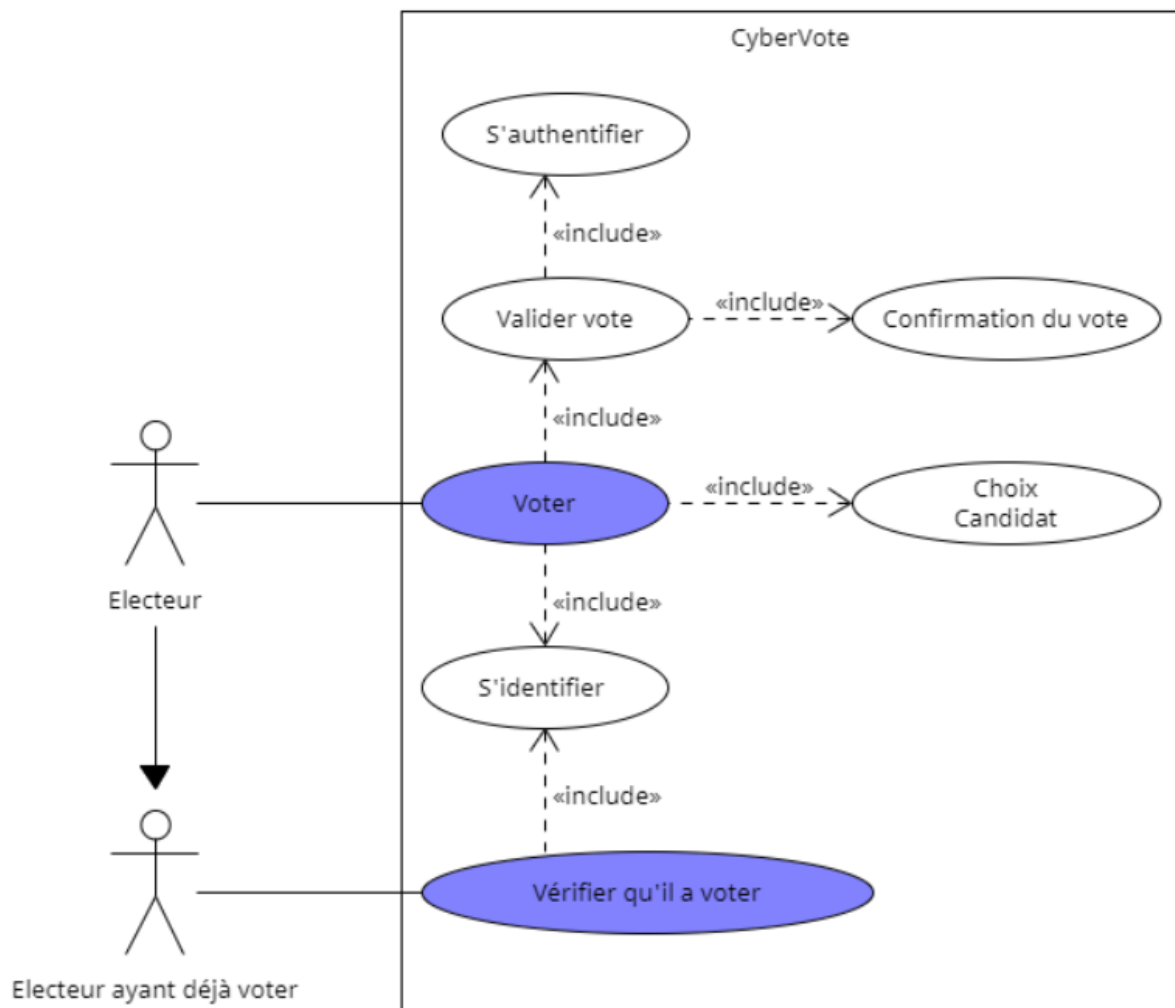 CyberVote
S'authentifier
«include»
Valider vote
«include»
Confirmation du vote
«include»
Voter
«include»
Choix
Candidat
Electeur
«include»
S'identifier
«include»
Vérifier qu'il a voter
Electeur ayant déjà voter